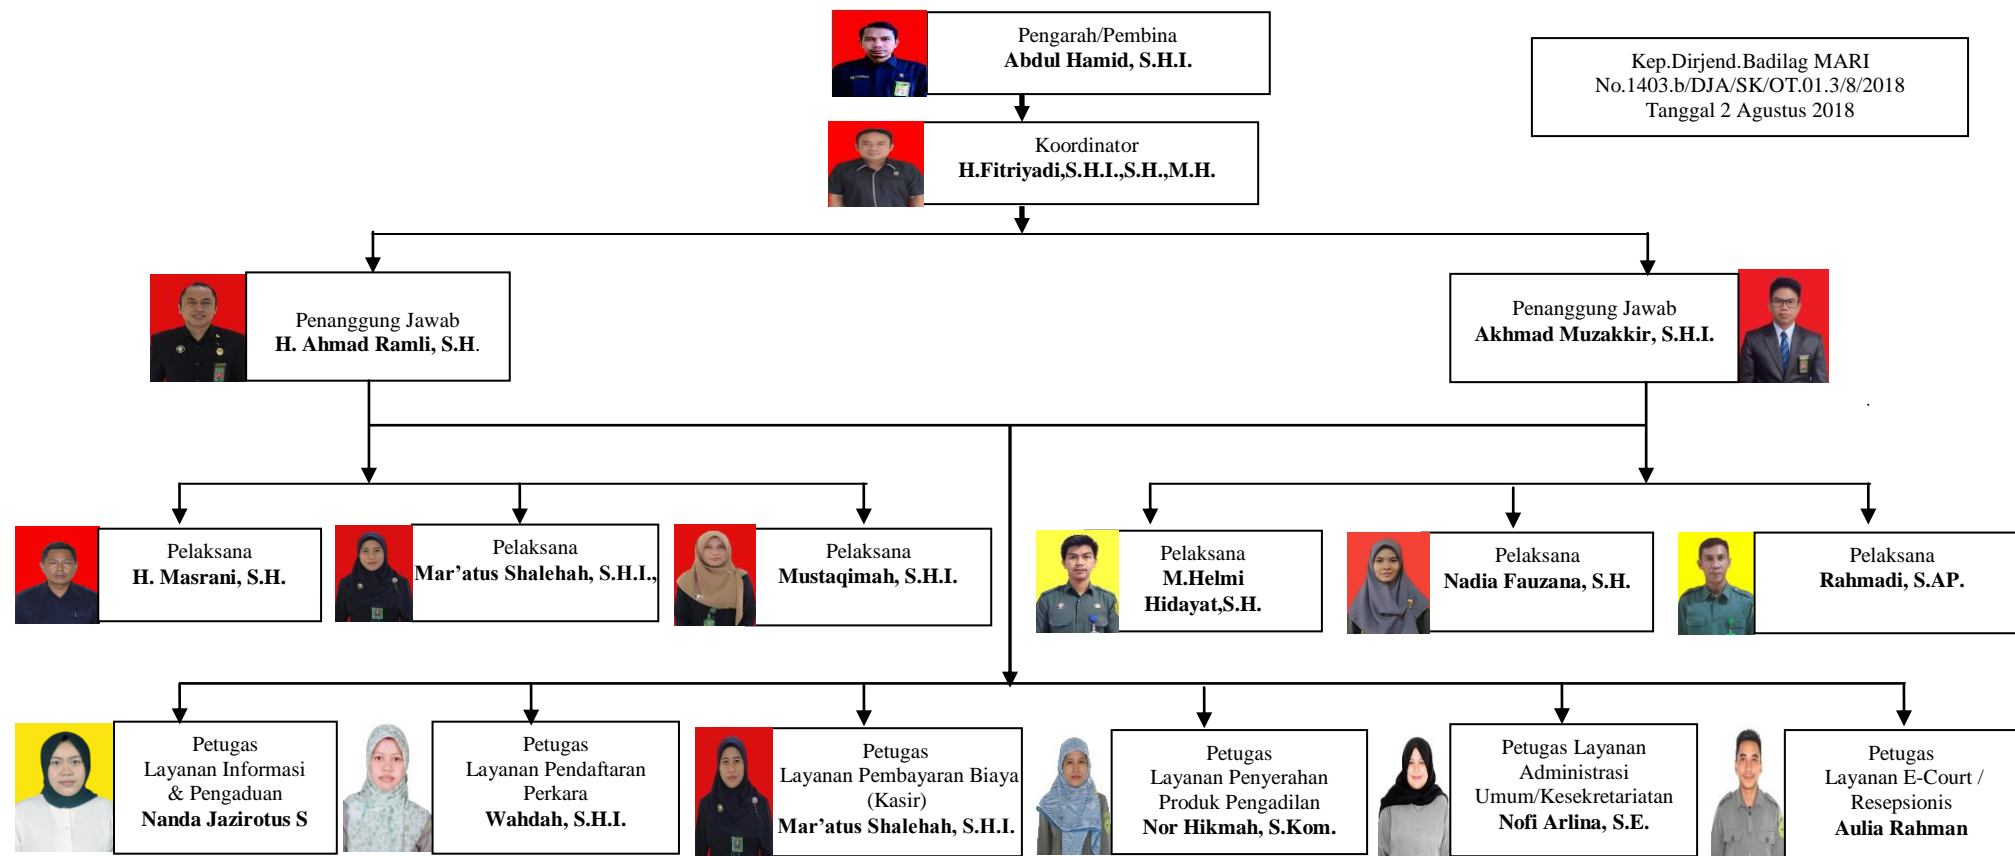 Pengarah/Pembina
Abdul Hamid, S.H.I.
Kep.Dirjend.Badilag MARI
No.1403.b/DJA/SK/OT.01.3/8/2018
Tanggal 2 Agustus 2018
Koordinator
H.Fitriyadi,S.H.I.,S.H.,M.H.
Penanggung Jawab
H. Ahmad Ramli, S.H.
Penanggung Jawab
Akhmad Muzakkir, S.H.I.
.
Pelaksana
H. Masrani, S.H.
Pelaksana
Mar’atus Shalehah, S.H.I.,
Pelaksana
Mustaqimah, S.H.I.
Pelaksana
M.Helmi
Hidayat,S.H.
Pelaksana
Nadia Fauzana, S.H.
Pelaksana
Rahmadi, S.AP.
Petugas
Layanan Informasi
& Pengaduan
Nanda Jazirotus S
Petugas
Layanan Pendaftaran
Perkara
Wahdah, S.H.I.
Petugas
Layanan Pembayaran Biaya
(Kasir)
Mar’atus Shalehah, S.H.I.
Petugas
Layanan Penyerahan
Produk Pengadilan
Nor Hikmah, S.Kom.
Petugas Layanan
Administrasi
Umum/Kesekretariatan
Nofi Arlina, S.E.
Petugas
Layanan E-Court /
Resepsionis
Aulia Rahman